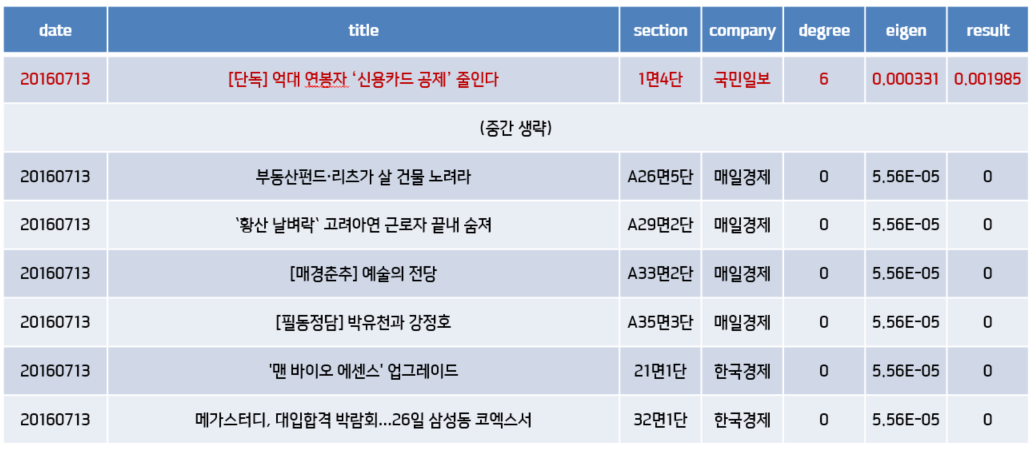 date title section company degree eigen result
20160713 [단독] 억대 연봉자 ‘신용카드 공제’ 줄인다 1면4단 국민일보 6 0.000331 0.001985
(중간 생략)
20160713 부동산펀드·리츠가 살 건물 노려라 A26면5단 매일경제 0 5.56E-05 0
20160713 `황산 날벼락` 고려아연 근로자 끝내 숨져 A29면2단 매일경제 0 5.56E-05 0
20160713 [매경춘추] 예술의 전당 A33면2단 매일경제 0 5.56E-05 0
20160713 [필동정담] 박유천과 강정호 A35면3단 매일경제 0 5.56E-05 0
20160713 '맨 바이오 에센스' 업그레이드 21면1단 한국경제 0 5.56E-05 0
20160713 메가스터디, 대입합격 박람회...26일 삼성동 코엑스서 32면1단 한국경제 0 5.56E-05 0